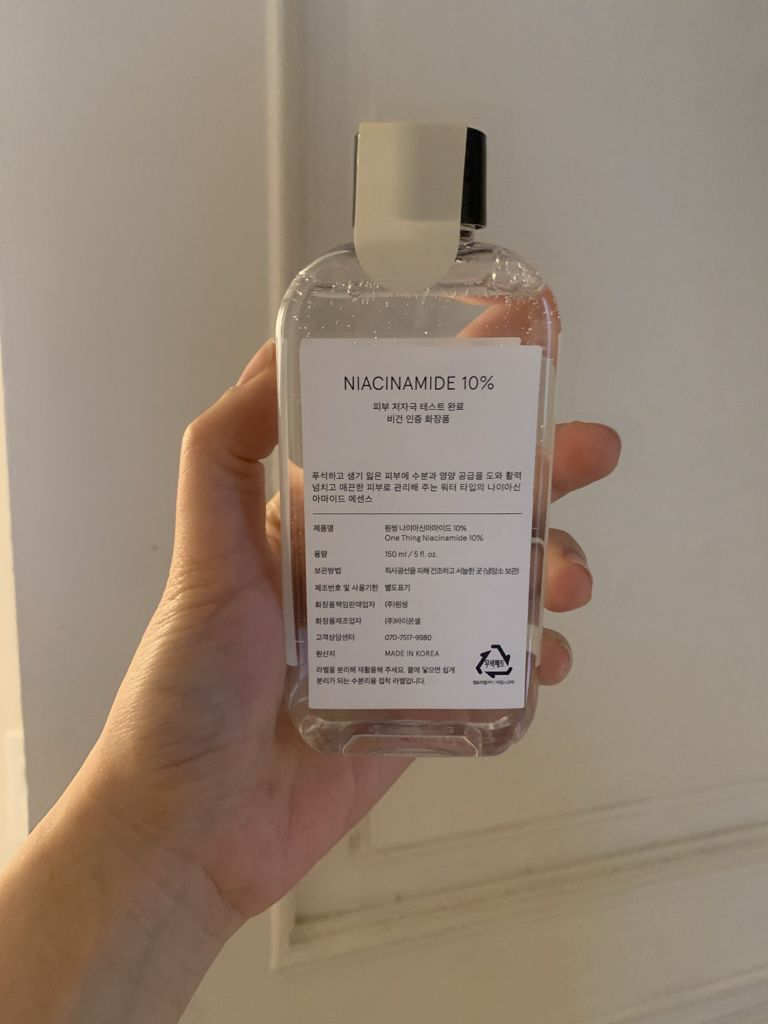 NIACINAMIDE 10%
피부 저자극 테스트 완료
비건 인증 화장품
푸석하고 생기 잃은 피부에 수분과 영양 공급을 도와 활력
넘치고 매끈한 피부로 관리해 주는 워터 타입의 나이아신
아마이드 에센스
제품명 원씽 나이아신아마이드 10%
One Thing Niacinamide 10%
용량 150 ml / 5 fl. oz.
보관방법 직사광선을 피해 건조하고 서늘한 곳 (냉암소 보관)
제조번호 및 사용기한 별도표기
화장품책임판매업자 (주)원씽
화장품제조업자 (주)바이온셀
고객상담센터 070-7517-9980
원산지 MADE IN KOREA
라벨을 분리해 재활용해 주세요. 물에 닿으면 쉽게
분리가 되는 수분리용 접착 라벨입니다.
무색페트